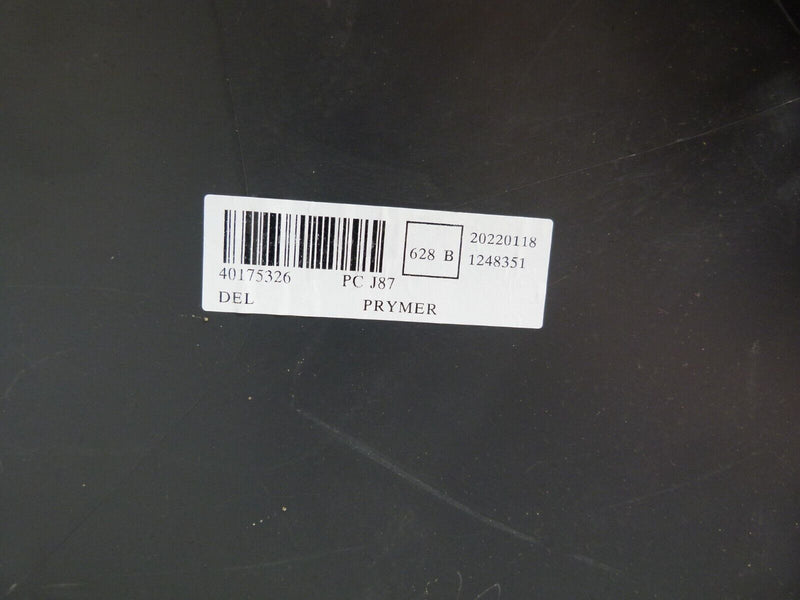 628 B
20220118
1248351
40175326 PC J87
DEL PRYMER